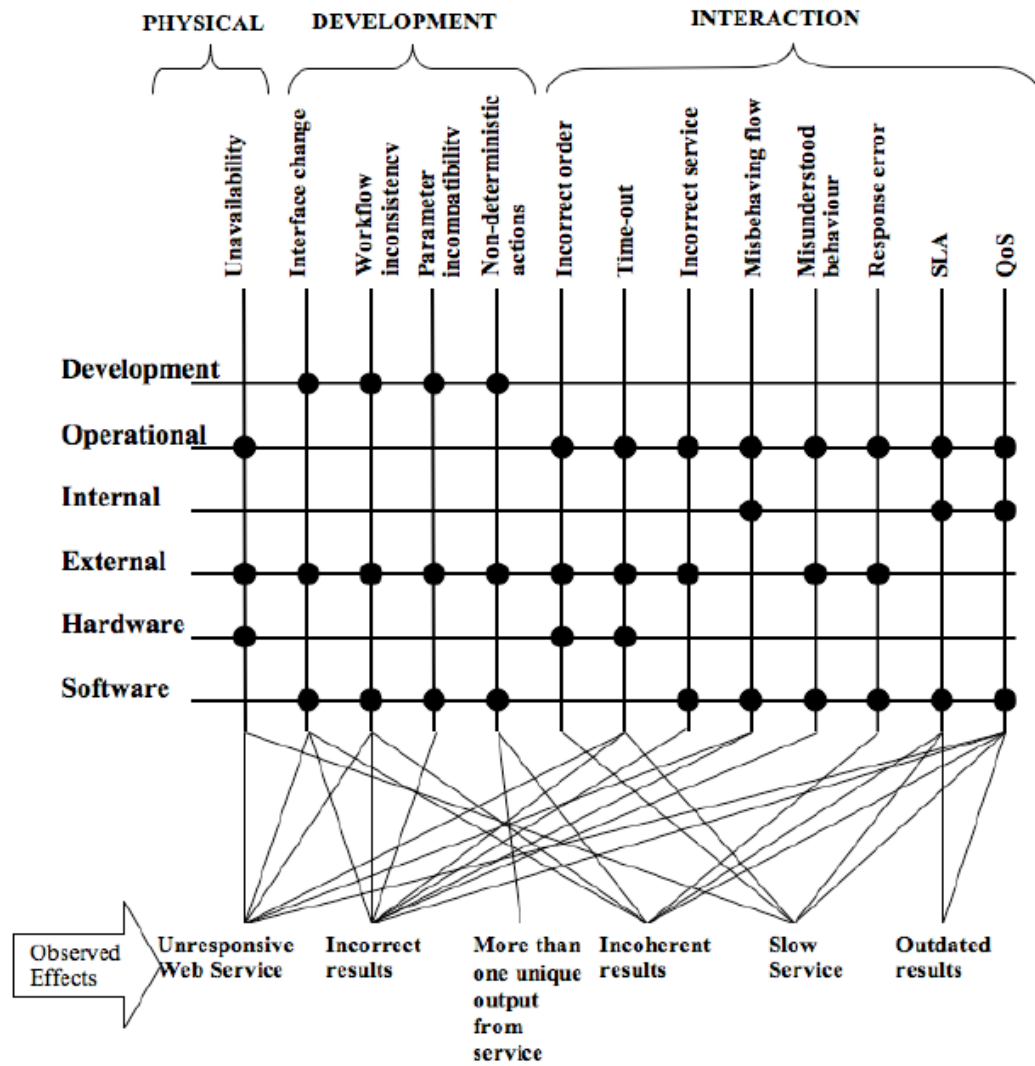 PHYSICAL
DEVELOPMENT
INTERACTION
Unavailability
Interface change
Workflow
inconsistency
Parameter
incompatibility
Non-deterministic
actions
Incorrect order
Time-out
Incorrect service
Misbehaving flow
Misunderstood
behaviour
Response error
SLA
QoS
Development
Operational
Internal
External
Hardware
Software
Observed
Effects
Unresponsive
Web Service
Incorrect
results
More than
one unique
output
from
service
Incoherent
results
Slow
Service
Outdated
results